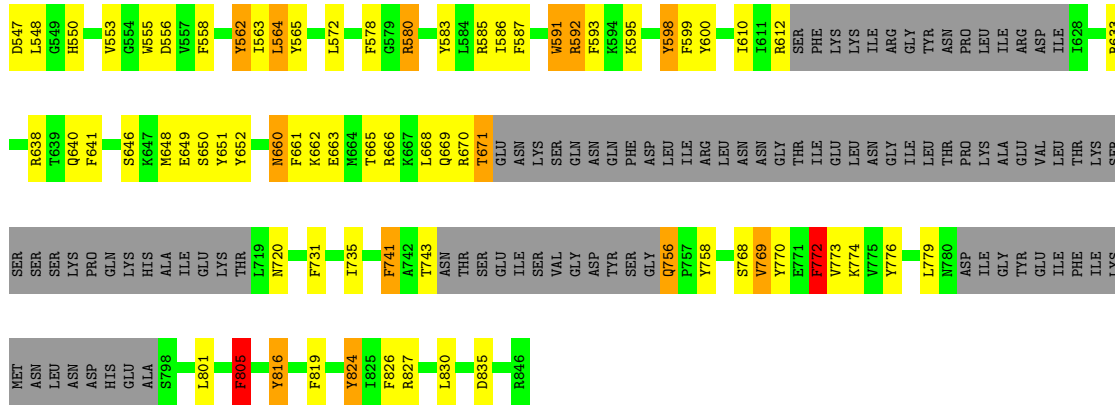 D547 L548 G549 H550 V553 G554 W555 D556 V557 F558 Y562 I563 L564 Y565 L572 F578 G579 R580 Y583 L584 R585 I586 F587 W591 R592 F593 K594 K595 Y598 F599 Y600 I610 I611 R612 SER PHE LYS LYS ILE ARG GLY TYR ASN PRO LEU ILE ARG ASP ILE I628
R638 T639 Q640 F641 S646 K647 M648 E649 S650 Y651 Y652 N660 F661 K662 E663 M664 T665 R666 K667 L668 Q669 R670 T671 GLU ASN LYS SER GLN ASN GLN PHE ASP LEU ILE ARG LEU ASN ASN GLY THR ILE GLU LEU ASN GLY ILE LEU THR PRO LYS ALA GLU VAL LEU THR LYS SER
SER SER SER LYS PRO GLN LYS HIS ALA ILE GLU LYS THR L719 N720 F731 I735 F741 A742 T743 ASN THR SER GLU ILE SER VAL GLY ASP TYR SER GLY Q756 P757 Y758 S768 V769 Y770 E771 F772 V773 K774 V775 Y776 L779 N780 ASP ILE GLY TYR GLU ILE PHE ILE LYS
MET ASN LEU ASN ASP HIS GLU ALA S798 L801 F805 Y816 F819 Y824 I825 F826 R827 L830 D835 R846